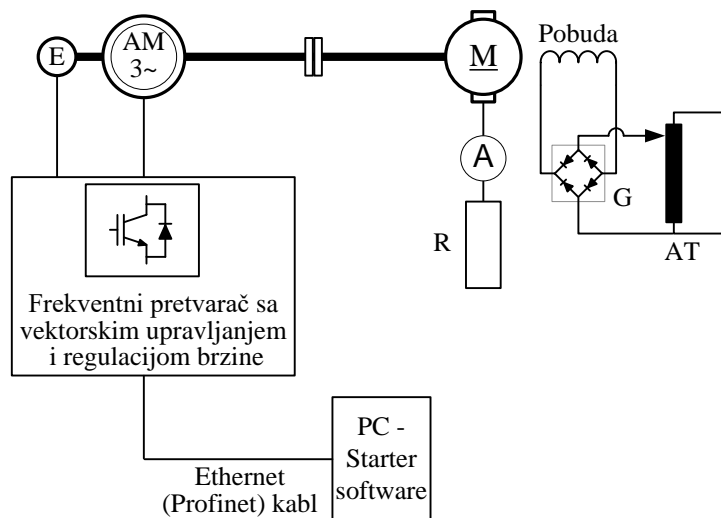 E
AM
3~
M
Pobuda
A
G
R
AT
Frekventni pretvarač sa
vektorskim upravljanjem
i regulacijom brzine
PC -
Starter
software
Ethernet
(Profinet) kabl